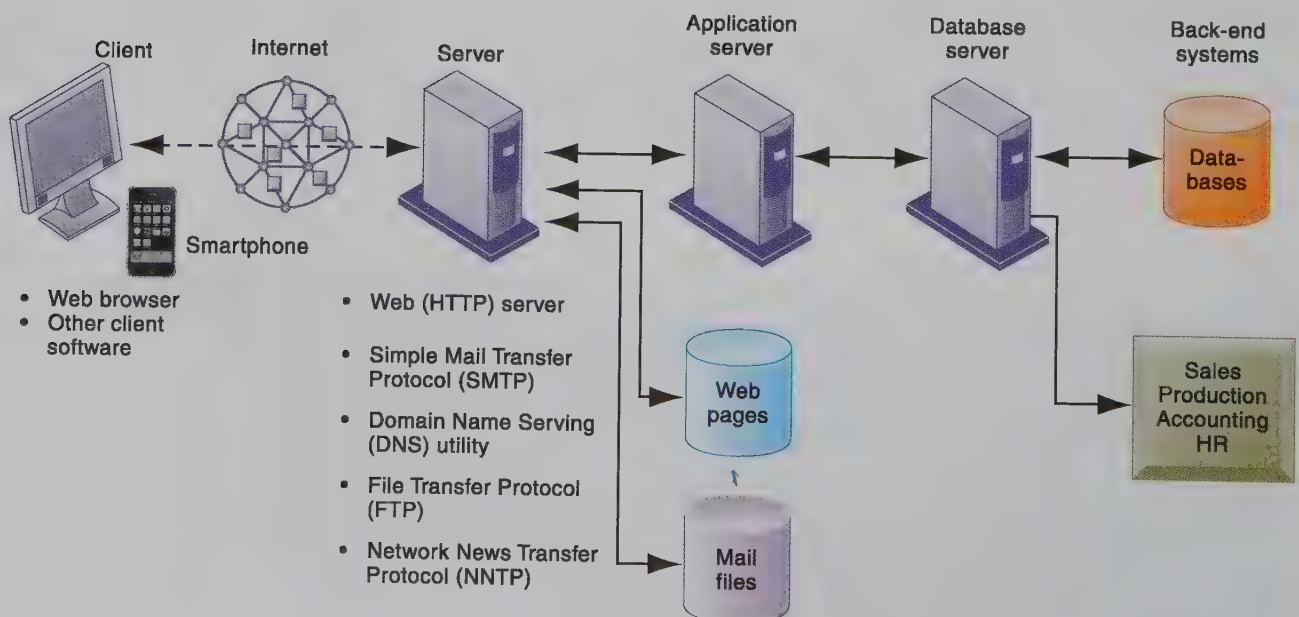 Client
Internet
Server
Application
server
Database
server
Back-end
systems
Data-
bases
Smartphone
• Web browser
• Other client
software
• Web (HTTP) server
• Simple Mail Transfer
Protocol (SMTP)
• Domain Name Serving
(DNS) utility
• File Transfer Protocol
(FTP)
• Network News Transfer
Protocol (NNTP)
Web
pages
Mail
files
Sales
Production
Accounting
HR